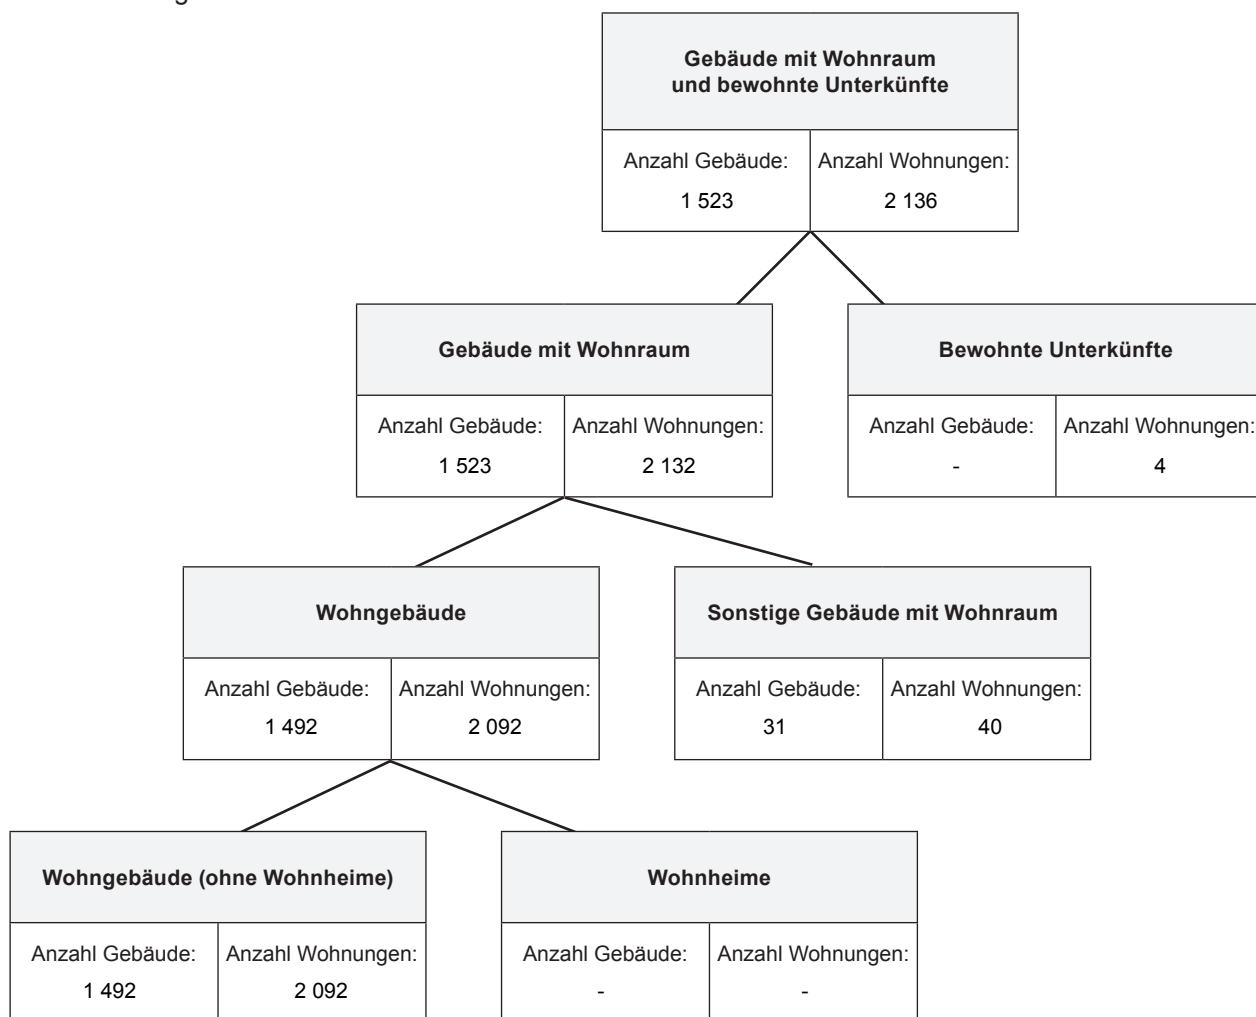 Gebäude mit Wohnraum
und bewohnte Unterkünfte
Anzahl Gebäude: Anzahl Wohnungen:
1 523 2 136
Gebäude mit Wohnraum Bewohnte Unterkünfte
Anzahl Gebäude: Anzahl Wohnungen: Anzahl Gebäude: Anzahl Wohnungen:
1 523 2 132 - 4
Wohngebäude Sonstige Gebäude mit Wohnraum
Anzahl Gebäude: Anzahl Wohnungen: Anzahl Gebäude: Anzahl Wohnungen:
1 492 2 092 31 40
Wohngebäude (ohne Wohnheime) Wohnheime
Anzahl Gebäude: Anzahl Wohnungen: Anzahl Gebäude: Anzahl Wohnungen:
1 492 2 092 - -